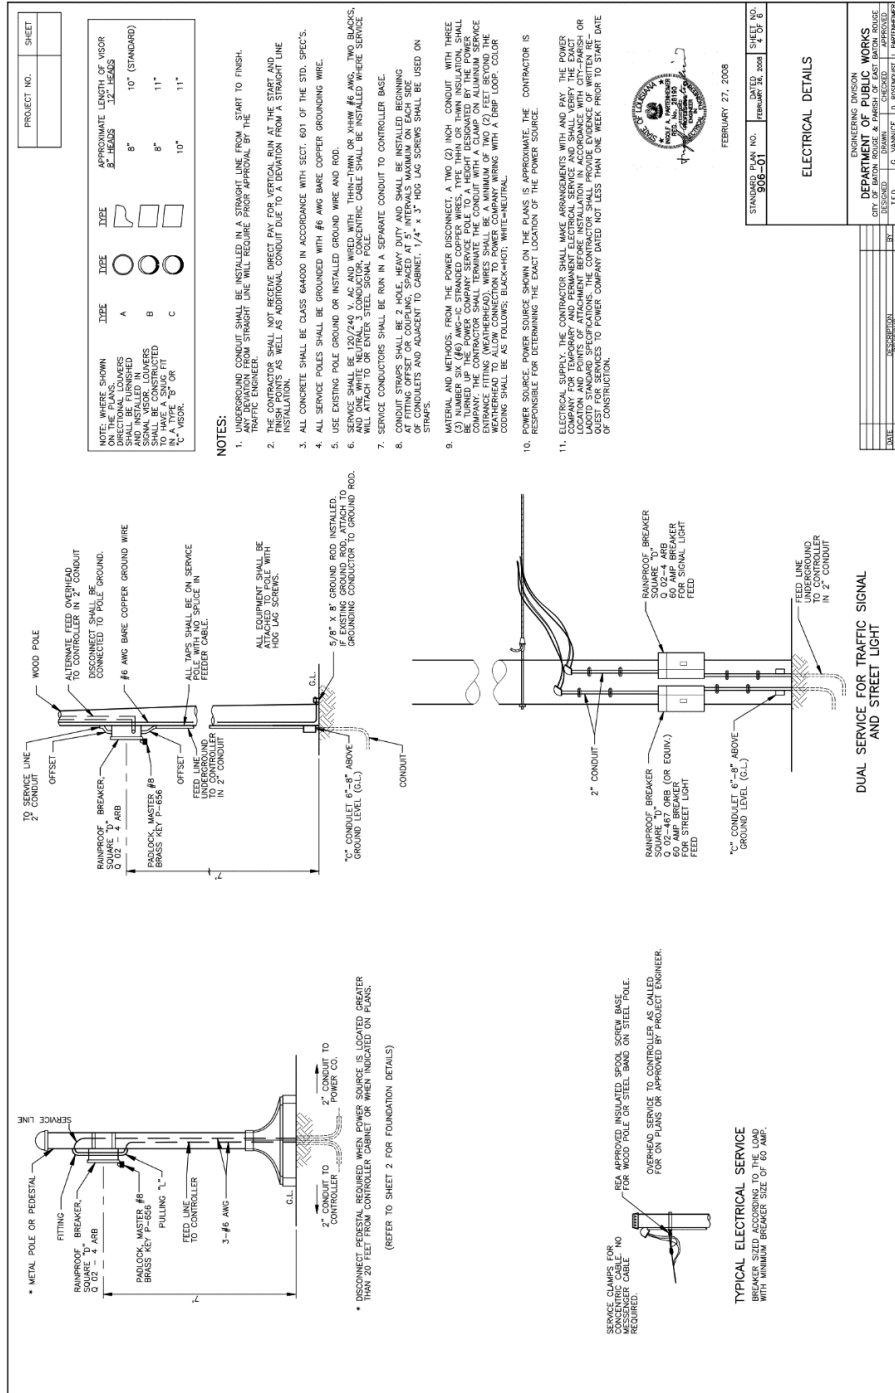 PROJECT NO.
SHEET
NOTE: WHERE SHOWN
ON THE PLANS,
DIRECTIONAL LOUVERS
SHALL BE FURNISHED
AND INSTALLED IN
SIGNAL VISOR. LOUVERS
SHALL BE CONSTRUCTED
TO HAVE A SNUG FIT
IN A TYPE "B" OR
"C" VISOR.
TYPE TYPE TYPE APPROXIMATE LENGTH OF VISOR
8" HEADS 12" HEADS
A 8" 10" (STANDARD)
B 8" 11"
C 10" 11"
NOTES:
1. UNDERGROUND CONDUIT SHALL BE INSTALLED IN A STRAIGHT LINE FROM START TO FINISH.
ANY DEVIATION FROM STRAIGHT LINE WILL REQUIRE PRIOR APPROVAL BY THE
TRAFFIC ENGINEER.
2. THE CONTRACTOR SHALL NOT RECEIVE DIRECT PAY FOR VERTICAL RUN AT THE START AND
FINISH POINTS AS WELL AS ADDITIONAL CONDUIT DUE TO A DEVIATION FROM A STRAIGHT LINE
INSTALLATION.
3. ALL CONCRETE SHALL BE CLASS 6A4000 IN ACCORDANCE WITH SECT. 601 OF THE STD. SPEC'S.
4. ALL SERVICE POLES SHALL BE GROUNDED WITH #6 AWG BARE COPPER GROUNDING WIRE.
5. USE EXISTING POLE GROUND OR INSTALLED GROUND WIRE AND ROD.
6. SERVICE SHALL BE 120/240 V. AC AND WIRED WITH THHN-THWN OR XHHW #6 AWG, TWO BLACKS,
AND ONE WHITE NEUTRAL, 3 CONDUCTOR, CONCENTRIC CABLE SHALL BE INSTALLED WHERE SERVICE
WILL ATTACH TO OR ENTER STEEL SIGNAL POLE.
7. SERVICE CONDUCTORS SHALL BE RUN IN A SEPARATE CONDUIT TO CONTROLLER BASE.
8. CONDUIT STRAPS SHALL BE 2 HOLE, HEAVY DUTY AND SHALL BE INSTALLED BEGINNING
AT FITTING OFFSET OR COUPLING, SPACED AT 5' INTERVALS MAXIMUM ON EACH SIDE
OF CONDULETS AND ADJACENT TO CABINET. 1/4" x 3" HDG LAG SCREWS SHALL BE USED ON
STRAPS.
9. MATERIAL AND METHODS. FROM THE POWER DISCONNECT, A TWO (2) INCH CONDUIT WITH THREE
(3) NUMBER SIX (#6) AWG-IC STRANDED COPPER WIRES, TYPE THHN OR THWN INSULATION, SHALL
BE TURNED UP THE POWER COMPANY SERVICE POLE TO A HEIGHT DESIGNATED BY THE POWER
COMPANY. THE CONTRACTOR SHALL TERMINATE THE CONDUIT WITH A CLAMP ON ALUMINUM SERVICE
ENTRANCE FITTING (WEATHERHEAD). WIRES SHALL BE A MINIMUM OF TWO (2) FEET BEYOND THE
WEATHERHEAD TO ALLOW CONNECTION TO POWER COMPANY WIRING WITH A DRIP LOOP. COLOR
CODING SHALL BE AS FOLLOWS; BLACK=HOT; WHITE=NEUTRAL.
10. POWER SOURCE. POWER SOURCE SHOWN ON THE PLANS IS APPROXIMATE. THE CONTRACTOR IS
RESPONSIBLE FOR DETERMINING THE EXACT LOCATION OF THE POWER SOURCE.
11. ELECTRICAL SUPPLY. THE CONTRACTOR SHALL MAKE ARRANGEMENTS WITH AND PAY THE POWER
COMPANY FOR TEMPORARY AND PERMANENT ELECTRICAL SERVICE AND SHALL VERIFY THE EXACT
LOCATION AND POINTS OF ATTACHMENT BEFORE INSTALLATION IN ACCORDANCE WITH CITY-PARISH OR
LADOTD STANDARD SPECIFICATIONS. THE CONTRACTOR SHALL PROVIDE EVIDENCE OF WRITTEN RE-
QUEST FOR SERVICES TO POWER COMPANY DATED NOT LESS THAN ONE WEEK PRIOR TO START DATE
OF CONSTRUCTION.
STATE OF LOUISIANA
FEBRUARY 27, 2008
TO SERVICE LINE
2" CONDUIT
OFFSET
RAINPROOF BREAKER,
SQUARE "D"
Q 02 - 4 ARB
PADLOCK, MASTER #8
BRASS KEY P-656
OFFSET
FEED LINE
UNDERGROUND
TO CONTROLLER
IN 2" CONDUIT
7'
WOOD POLE
ALTERNATE FEED OVERHEAD
TO CONTROLLER IN 2" CONDUIT
DISCONNECT SHALL BE
CONNECTED TO POLE GROUND.
#6 AWG BARE COPPER GROUND WIRE
ALL TAPS SHALL BE ON SERVICE
POLE WITH NO SPLICE IN
FEEDER CABLE.
ALL EQUIPMENT SHALL BE
ATTACHED TO POLE WITH
HDG LAG SCREWS.
G.L.
5/8" X 8' GROUND ROD INSTALLED.
IF EXISTING GROUND ROD, ATTACH TO
GROUNDING CONDUCTOR TO GROUND ROD.
"C" CONDULET 6"-8" ABOVE
GROUND LEVEL (G.L.)
CONDUIT
2" CONDUIT
RAINPROOF BREAKER
SQUARE "D"
Q 02-467 ORB (OR EQUIV.)
60 AMP BREAKER
FOR STREET LIGHT
FEED
RAINPROOF BREAKER
SQUARE "D"
Q 02-4 ARB
60 AMP BREAKER
FOR SIGNAL LIGHT
FEED
"C" CONDULET 6"-8" ABOVE
GROUND LEVEL (G.L.)
FEED LINE
UNDERGROUND
TO CONTROLLER
IN 2" CONDUIT
DUAL SERVICE FOR TRAFFIC SIGNAL
AND STREET LIGHT
* METAL POLE OR PEDESTAL
SERVICE LINE
FITTING
RAINPROOF BREAKER,
SQUARE "D"
Q 02 - 4 ARB
PADLOCK, MASTER #8
BRASS KEY P-656
PULLING "L"
FEED LINE
TO CONTROLLER
3-#6 AWG
7'
G.L.
2" CONDUIT TO
CONTROLLER
2" CONDUIT TO
POWER CO.
* DISCONNECT PEDESTAL REQUIRED WHEN POWER SOURCE IS LOCATED GREATER
THAN 20 FEET FROM CONTROLLER CABINET OR WHEN INDICATED ON PLANS.
(REFER TO SHEET 2 FOR FOUNDATION DETAILS)
SERVICE CLAMPS FOR
CONCENTRIC CABLE. NO
MESSENGER CABLE
REQUIRED.
REA APPROVED INSULATED SPOOL SCREW BASE
FOR WOOD POLE OR STEEL BAND ON STEEL POLE.
OVERHEAD SERVICE TO CONTROLLER AS CALLED
FOR ON PLANS OR APPROVED BY PROJECT ENGINEER.
TYPICAL ELECTRICAL SERVICE
BREAKER SIZED ACCORDING TO THE LOAD
WITH MINIMUM BREAKER SIZE OF 60 AMP.
STANDARD PLAN NO. DATED SHEET NO.
906-01 FEBRUARY 26, 2008 4 OF 6
ELECTRICAL DETAILS
ENGINEERING DIVISION
DEPARTMENT OF PUBLIC WORKS
CITY OF BATON ROUGE & PARISH OF EAST BATON ROUGE
DESIGNED DRAWN CHECKED APPROVED
DATE DESCRIPTION BY